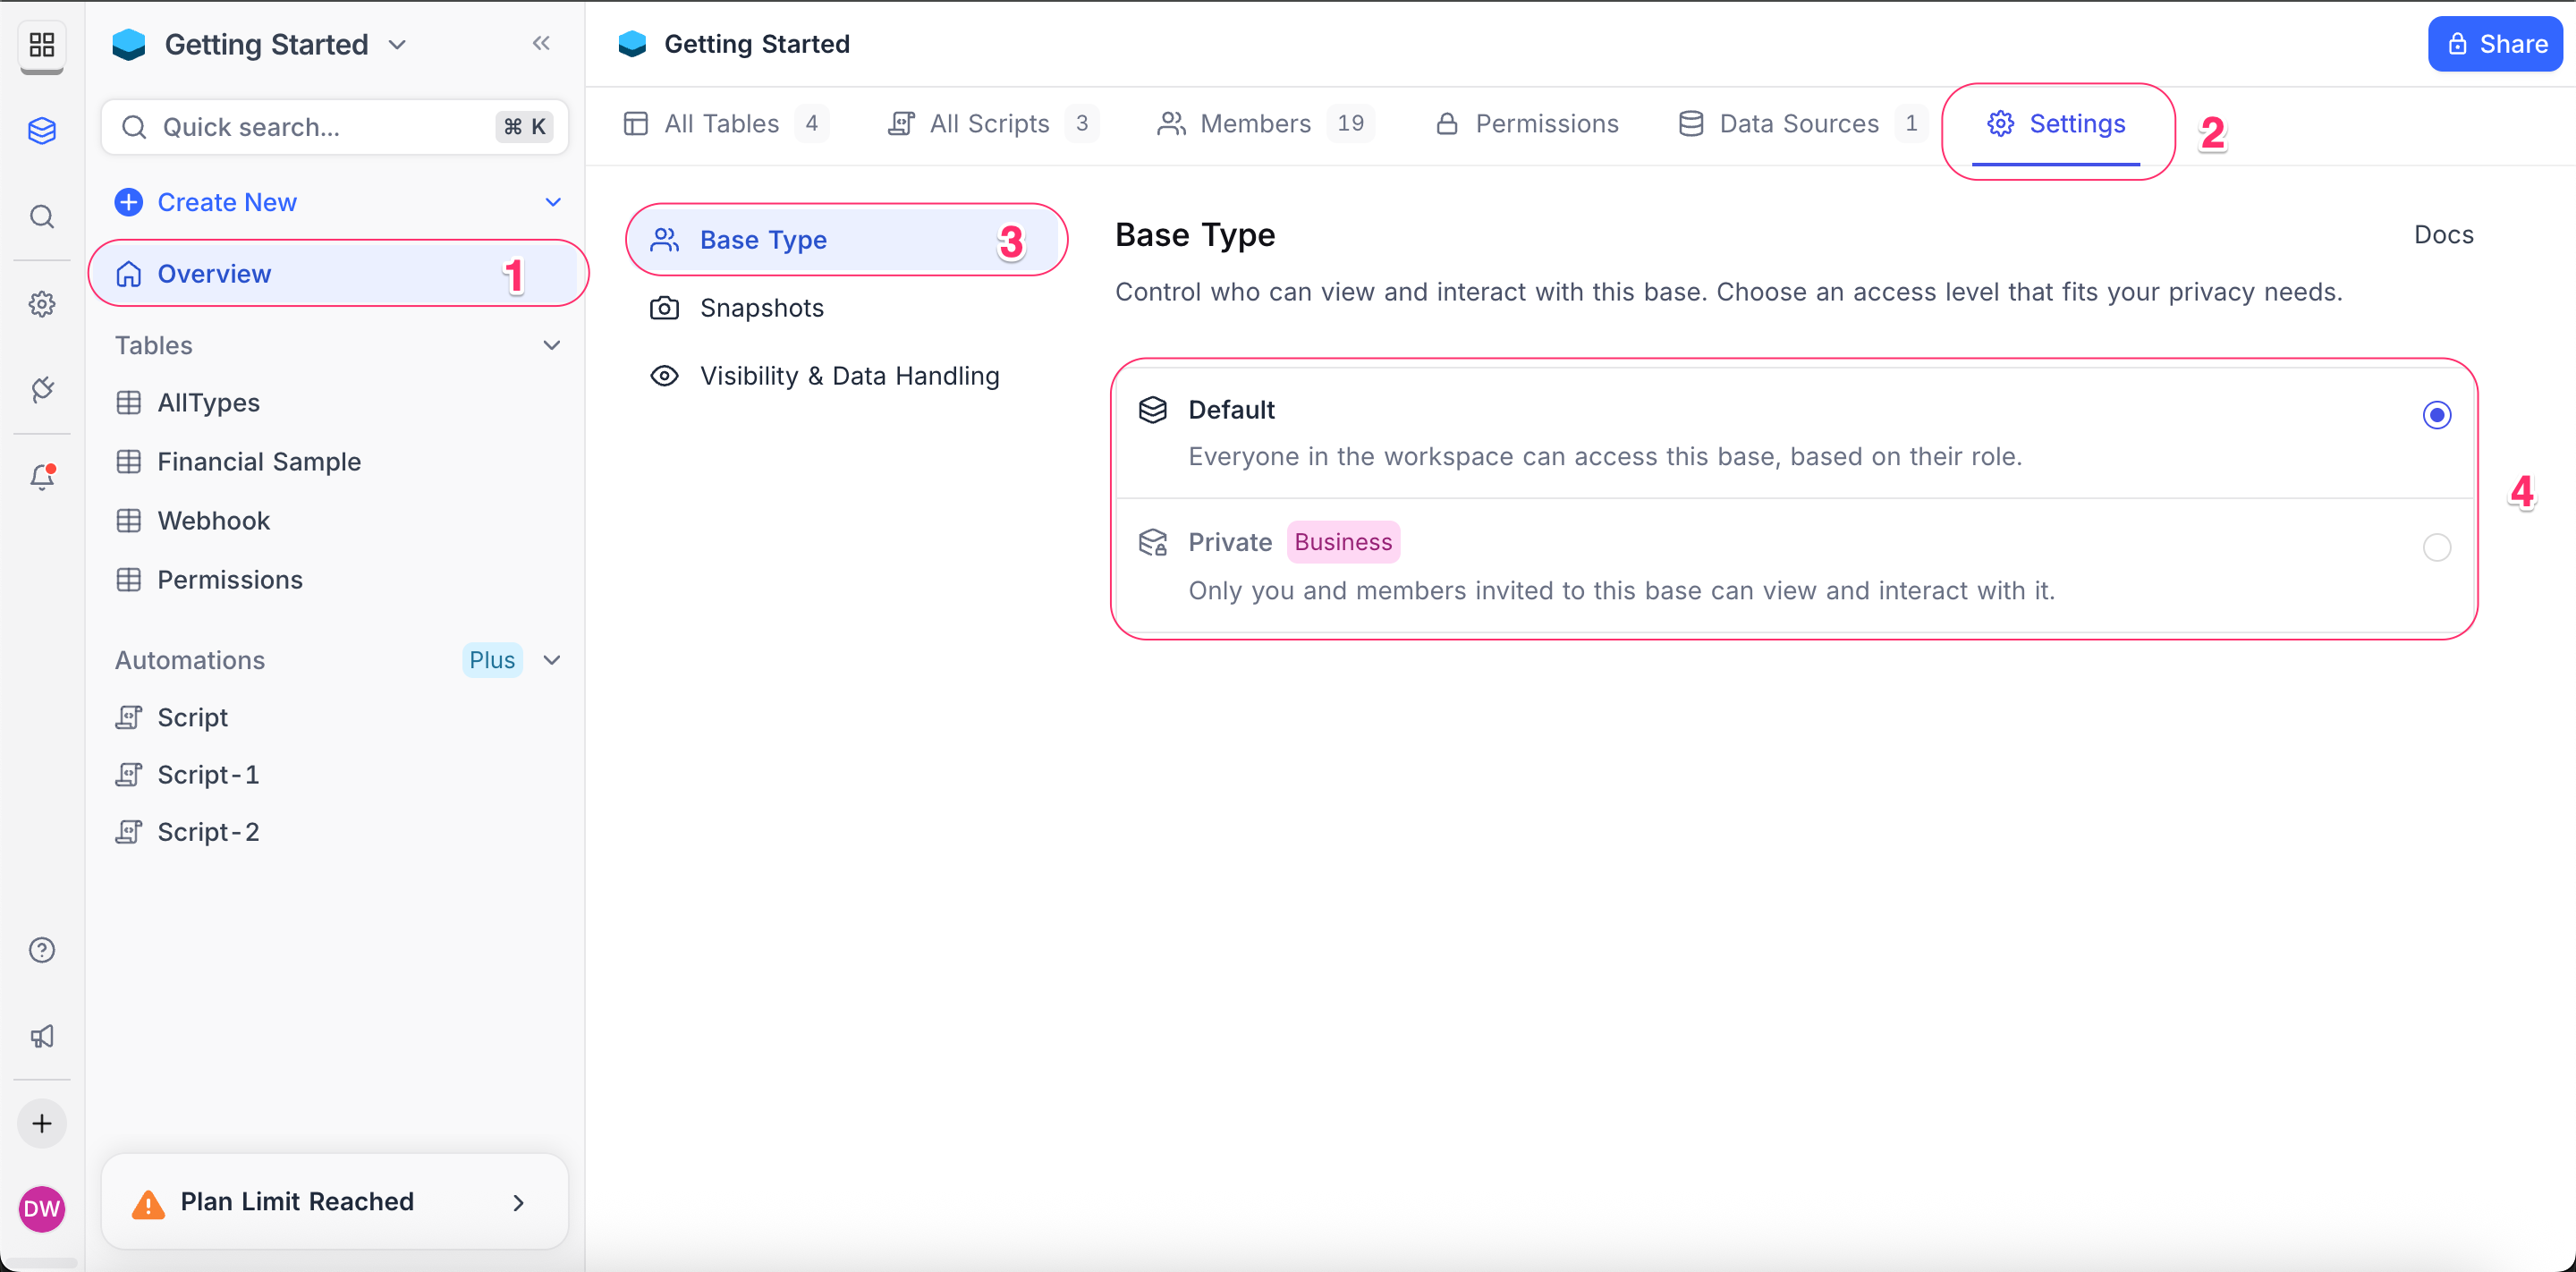 Getting Started
Quick search...
⌘ K
Create New
Overview
1
Tables
AllTypes
Financial Sample
Webhook
Permissions
Automations
Plus
Script
Script-1
Script-2
Plan Limit Reached
DW
Getting Started
Share
All Tables 4
All Scripts 3
Members 19
Permissions
Data Sources 1
Settings
2
Base Type
3
Snapshots
Visibility & Data Handling
Base Type
Docs
Control who can view and interact with this base. Choose an access level that fits your privacy needs.
Default
Everyone in the workspace can access this base, based on their role.
Private Business
Only you and members invited to this base can view and interact with it.
4